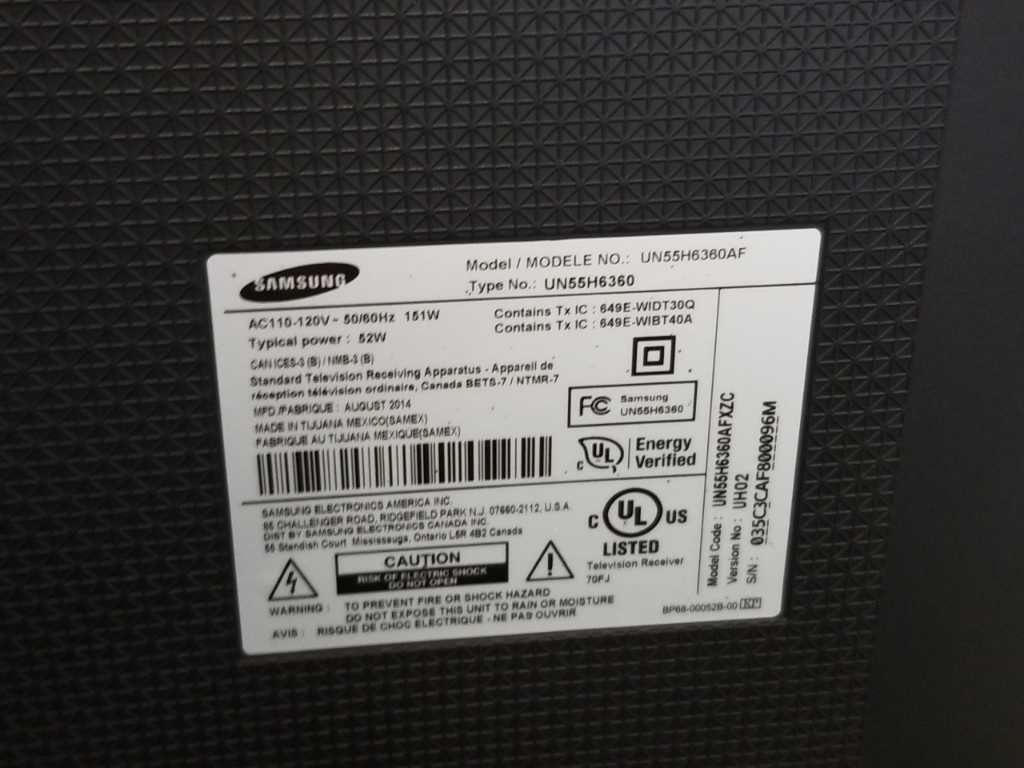 SAMSUNG
Model / MODELE NO.: UN55H6360AF
Type No.: UN55H6360
AC110-120V ~ 50/60Hz 151W
Typical power : 52W
Contains Tx IC : 649E-WIDT30Q
Contains Tx IC : 649E-WIBT40A
CAN ICES-3 (B) / NMB-3 (B)
Standard Television Receiving Apparatus - Appareil de
réception télévision ordinaire, Canada BETS-7 / NTMR-7
MFD./FABRIQUE : AUGUST 2014
MADE IN TIJUANA MEXICO(SAMEX)
FABRIQUE AU TIJUANA MEXIQUE(SAMEX)
FC Samsung
UN55H6360
c UL Energy
Verified
SAMSUNG ELECTRONICS AMERICA INC.
85 CHALLENGER ROAD, RIDGEFIELD PARK N.J. 07660-2112, U.S.A.
DIST BY SAMSUNG ELECTRONICS CANADA INC.
55 Standish Court Mississauga, Ontario L5R 4B2 Canada
C UL US
LISTED
Television Receiver
70FJ
CAUTION
RISK OF ELECTRIC SHOCK
DO NOT OPEN
WARNING : TO PREVENT FIRE OR SHOCK HAZARD
DO NOT EXPOSE THIS UNIT TO RAIN OR MOISTURE
AVIS : RISQUE DE CHOC ELECTRIQUE - NE PAS OUVRIR
BP68-00052B-00
Model Code : UN55H6360AFXZC
Version No : UH02
S/N : 035C3CAF800096M